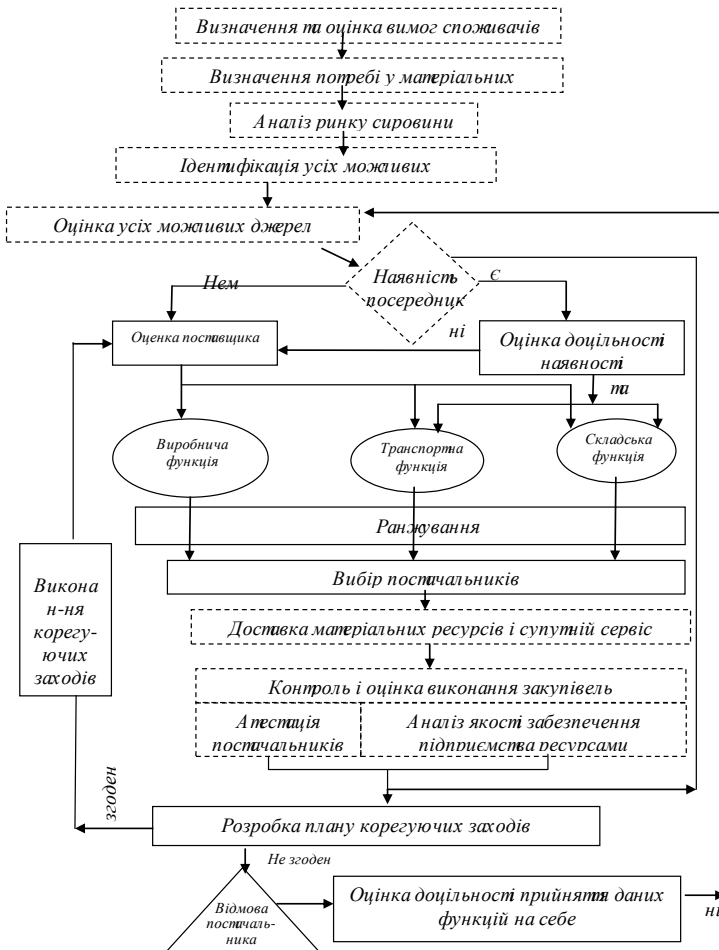 Визначення та оцінка вимог споживачів
Визначення потребі у матеріальних
Аналіз ринку сировини
Ідентифікація усіх можливих
Оцінка усіх можливих джерел
Наявність
посередник
Нем
є
Оценка поставщика
ні
Оцінка доцільності
наявності
та
Виробнича
функція
Транспортна
функція
Складська
функція
Ранжування
Вибір постачальників
Викона
н-ня
корегу-
ючих
заходів
Доставка матеріальних ресурсів і супутній сервіс
Контроль і оцінка виконання закупівель
Атестація
постачальників
Аналіз якості забезпечення
підприємства ресурсами
згоден
Розробка плану корегуючих заходів
Не згоден
Відмова
постачаль-
ника
Оцінка доцільності прийняття даних
функцій на себе
ні